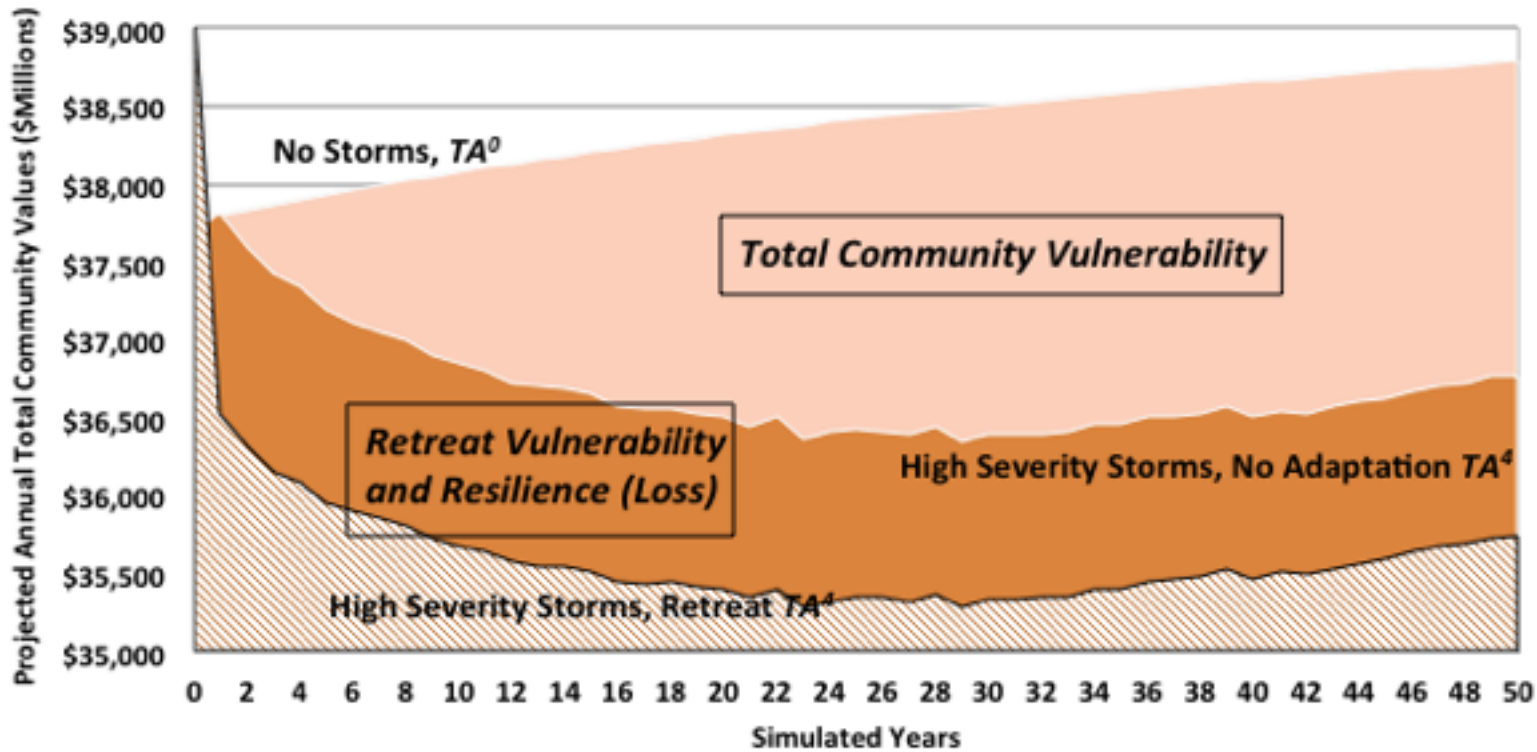 Projected Annual Total Community Values ($Millions)
$39,000
$38,500
$38,000
$37,500
$37,000
$36,500
$36,000
$35,500
$35,000
No Storms, TA⁰
Total Community Vulnerability
Retreat Vulnerability
and Resilience (Loss)
High Severity Storms, No Adaptation TA⁴
High Severity Storms, Retreat TA⁴
0 2 4 6 8 10 12 14 16 18 20 22 24 26 28 30 32 34 36 38 40 42 44 46 48 50
Simulated Years